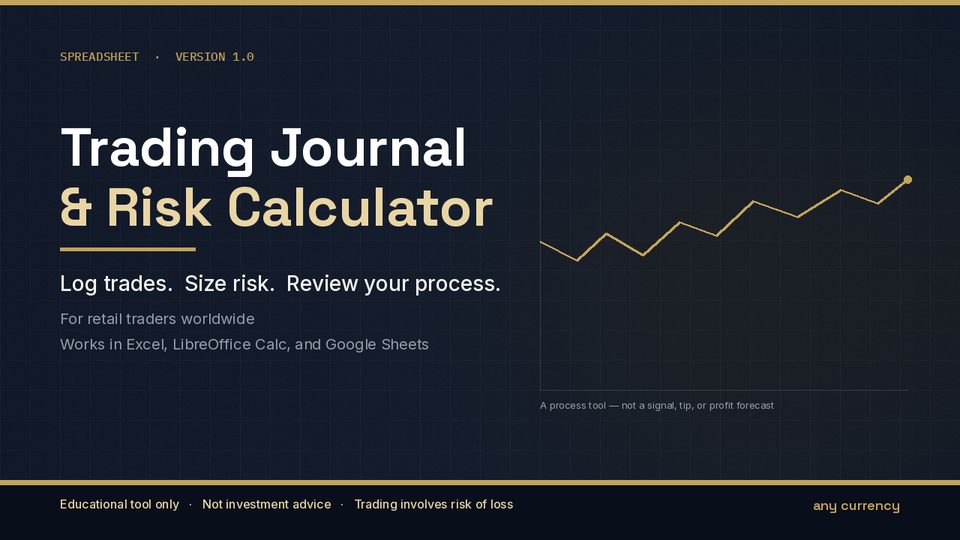 SPREADSHEET · VERSION 1.0
Trading Journal
& Risk Calculator
Log trades. Size risk. Review your process.
For retail traders worldwide
Works in Excel, LibreOffice Calc, and Google Sheets
A process tool — not a signal, tip, or profit forecast
Educational tool only · Not investment advice · Trading involves risk of loss
any currency